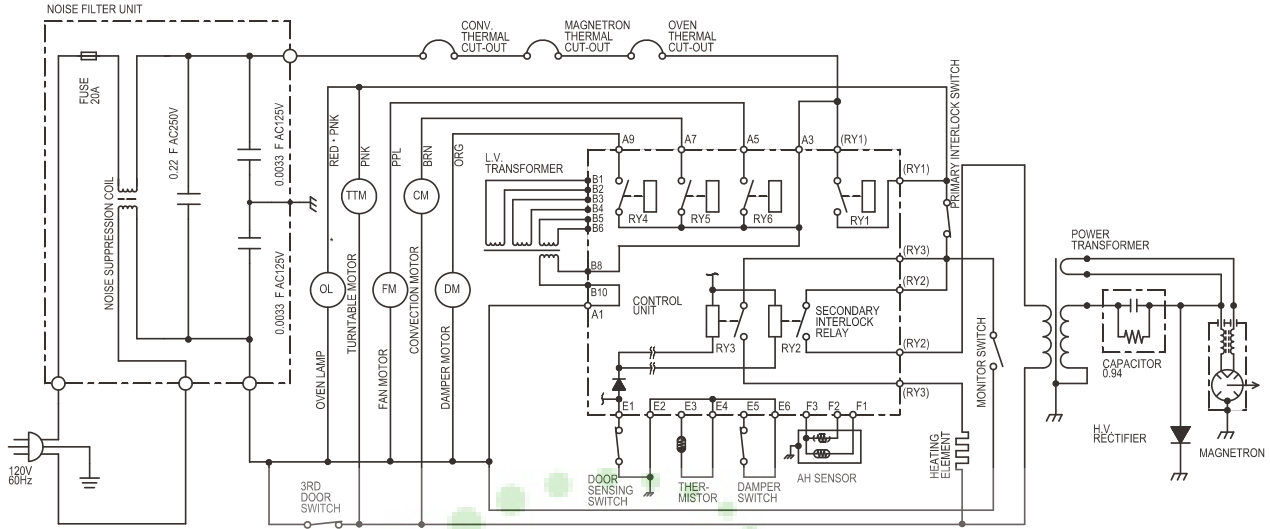 NOISE FILTER UNIT
CONV.
THERMAL
CUT-OUT
MAGNETRON
THERMAL
CUT-OUT
OVEN
THERMAL
CUT-OUT
FUSE
20A
0.22 F AC250V
0.0033 F AC125V
0.0033 F AC125V
NOISE SUPPRESSION COIL
RED • PNK
PNK
PPL
BRN
ORG
PRIMARY INTERLOCK SWITCH
A9
A7
A5
A3
(RY1)
L.V.
TRANSFORMER
B1
B2
B3
B4
B5
B6
B8
B10
A1
RY4
RY5
RY6
RY1
(RY1)
(RY3)
(RY2)
(RY2)
(RY3)
TTM
CM
OL
FM
DM
*
OVEN LAMP
TURNTABLE MOTOR
FAN MOTOR
CONVECTION MOTOR
DAMPER MOTOR
CONTROL
UNIT
RY3
RY2
SECONDARY
INTERLOCK
RELAY
E1
E2
E3
E4
E5
E6
F3
F2
F1
DOOR
SENSING
SWITCH
THER-
MISTOR
DAMPER
SWITCH
AH SENSOR
HEATING
ELEMENT
MONITOR SWITCH
POWER
TRANSFORMER
CAPACITOR
0.94
H.V.
RECTIFIER
MAGNETRON
120V
60Hz
3RD
DOOR
SWITCH